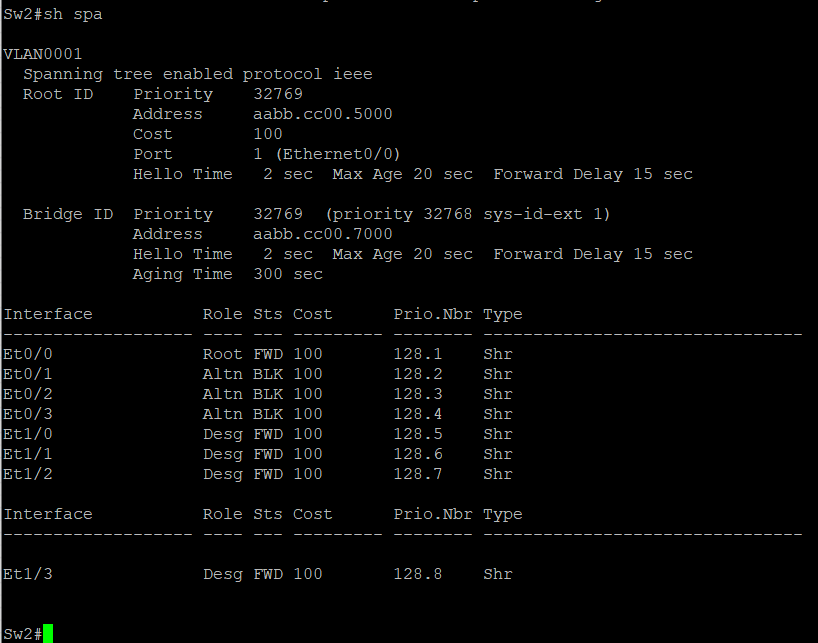 Sw2#sh spa
VLAN0001
  Spanning tree enabled protocol ieee
  Root ID    Priority    32769
             Address     aabb.cc00.5000
             Cost        100
             Port        1 (Ethernet0/0)
             Hello Time   2 sec  Max Age 20 sec  Forward Delay 15 sec
  Bridge ID  Priority    32769  (priority 32768 sys-id-ext 1)
             Address     aabb.cc00.7000
             Hello Time   2 sec  Max Age 20 sec  Forward Delay 15 sec
             Aging Time  300 sec
Interface           Role Sts Cost      Prio.Nbr Type
------------------- ---- --- --------- -------- --------------------------------
Et0/0               Root FWD 100       128.1    Shr
Et0/1               Altn BLK 100       128.2    Shr
Et0/2               Altn BLK 100       128.3    Shr
Et0/3               Altn BLK 100       128.4    Shr
Et1/0               Desg FWD 100       128.5    Shr
Et1/1               Desg FWD 100       128.6    Shr
Et1/2               Desg FWD 100       128.7    Shr
Interface           Role Sts Cost      Prio.Nbr Type
------------------- ---- --- --------- -------- --------------------------------
Et1/3               Desg FWD 100       128.8    Shr
Sw2#